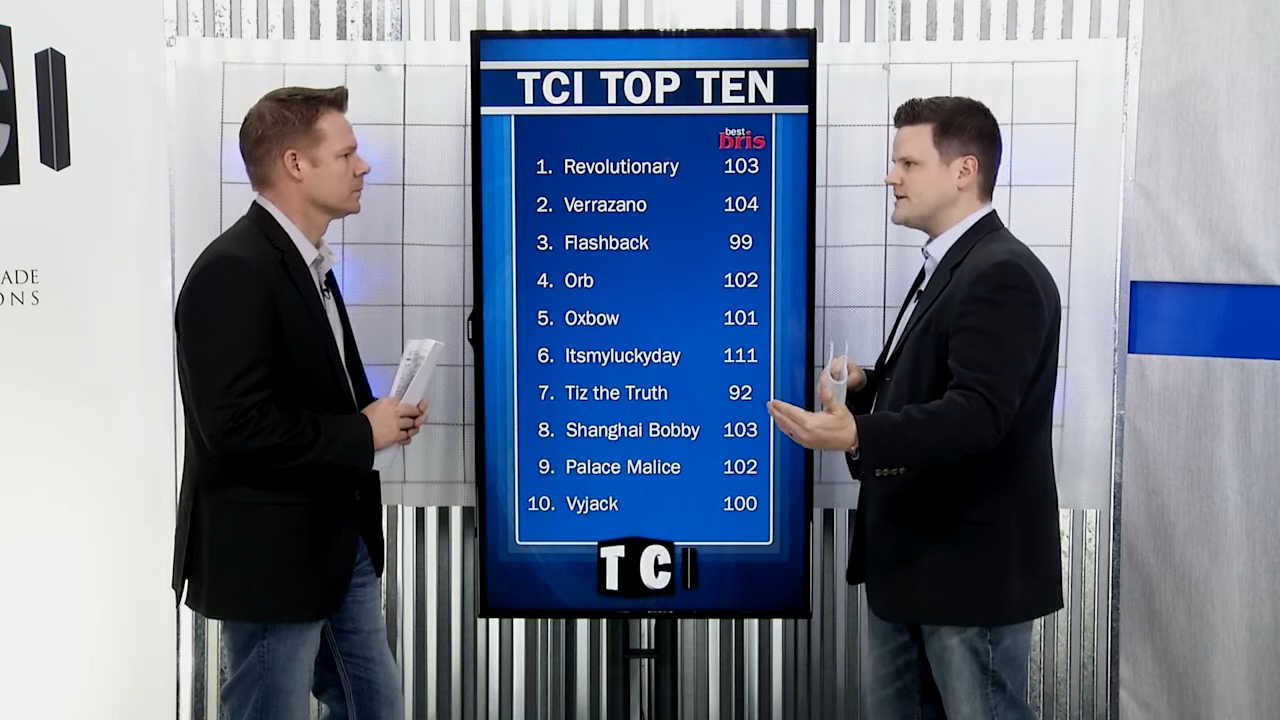 CI
ADE
ONS
TCI TOP TEN
best
bris
1. Revolutionary 103
2. Verrazano 104
3. Flashback 99
4. Orb 102
5. Oxbow 101
6. Itsmyluckyday 111
7. Tiz the Truth 92
8. Shanghai Bobby 103
9. Palace Malice 102
10. Vyjack 100
TCI